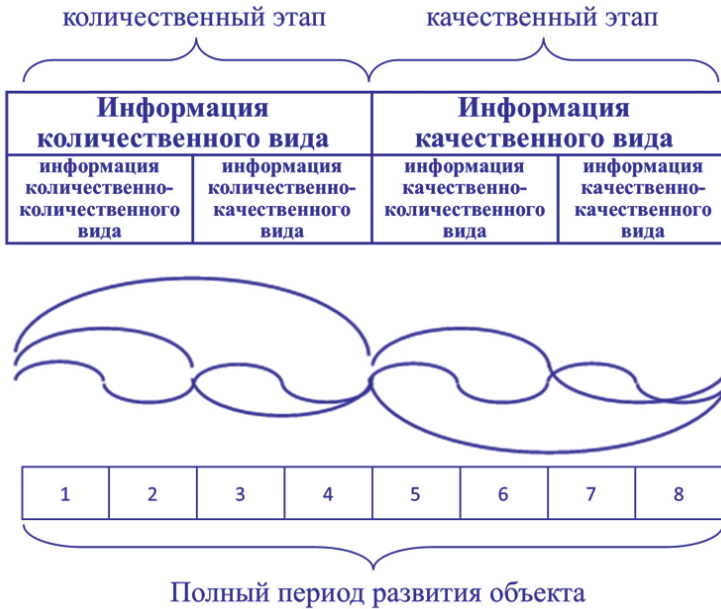 количественный этап
качественный этап
Информация
количественного вида
Информация
качественного вида
информация
количественно-
количественного
вида
информация
количественно-
качественного
вида
информация
качественно-
количественного
вида
информация
качественно-
качественного
вида
1 2 3 4 5 6 7 8
Полный период развития объекта